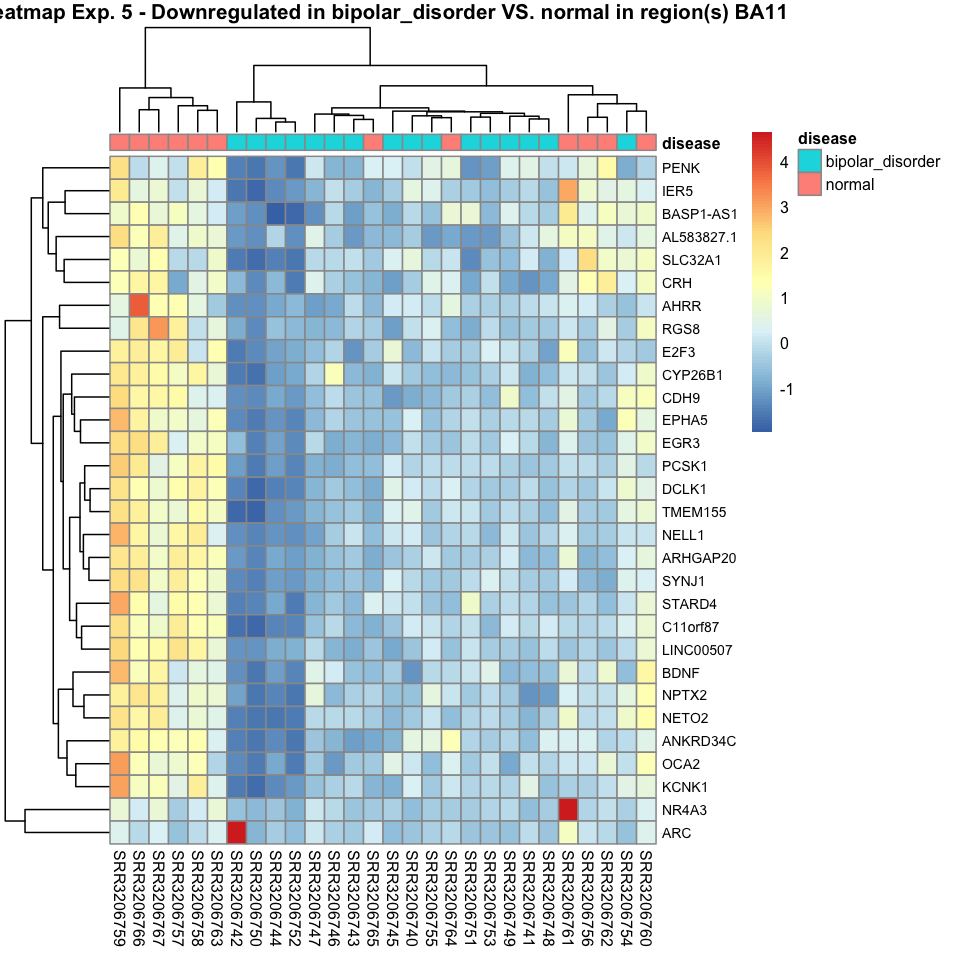 eatmap Exp. 5 - Downregulated in bipolar_disorder VS. normal in region(s) BA11
disease
PENK
IER5
BASP1-AS1
AL583827.1
SLC32A1
CRH
AHRR
RGS8
E2F3
CYP26B1
CDH9
EPHA5
EGR3
PCSK1
DCLK1
TMEM155
NELL1
ARHGAP20
SYNJ1
STARD4
C11orf87
LINC00507
BDNF
NPTX2
NETO2
ANKRD34C
OCA2
KCNK1
NR4A3
ARC
4
3
2
1
0
-1
disease
bipolar_disorder
normal
SRR3206759
SRR3206766
SRR3206767
SRR3206757
SRR3206758
SRR3206763
SRR3206742
SRR3206750
SRR3206744
SRR3206752
SRR3206747
SRR3206746
SRR3206743
SRR3206765
SRR3206745
SRR3206740
SRR3206755
SRR3206764
SRR3206751
SRR3206753
SRR3206749
SRR3206741
SRR3206748
SRR3206761
SRR3206756
SRR3206762
SRR3206754
SRR3206760